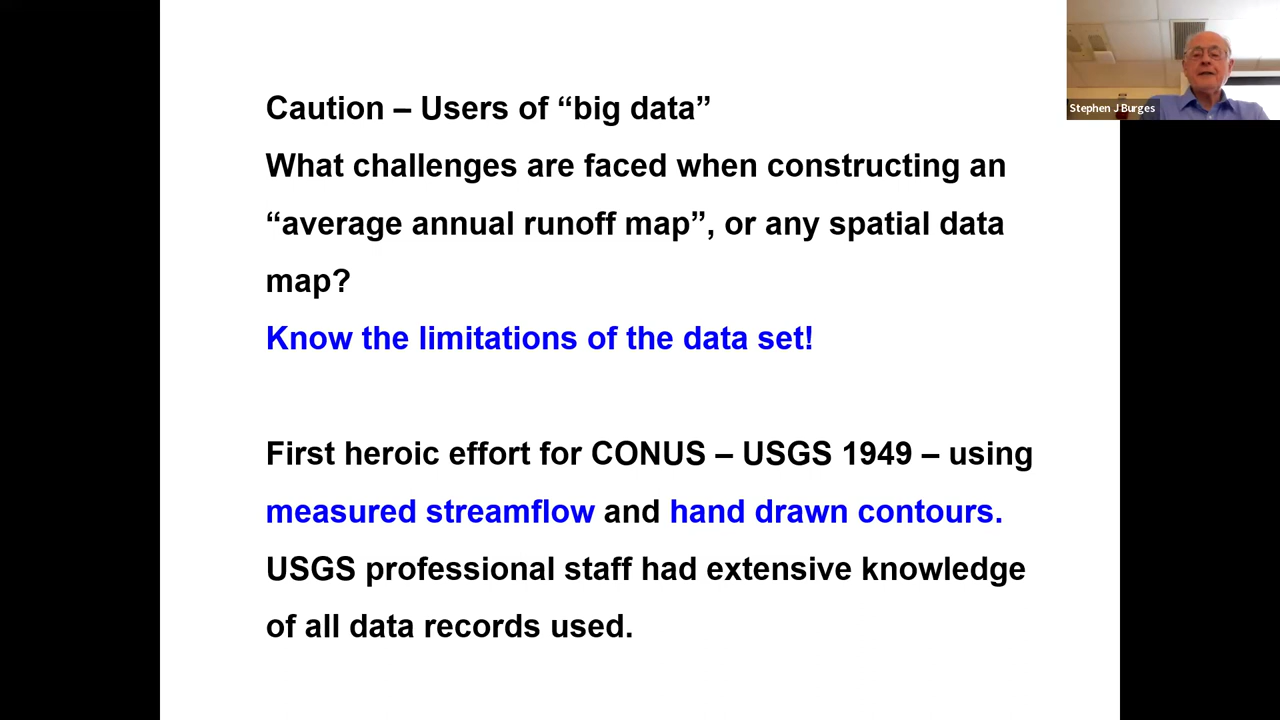 Caution – Users of “big data”
What challenges are faced when constructing an
“average annual runoff map”, or any spatial data
map?
Know the limitations of the data set!
First heroic effort for CONUS – USGS 1949 – using
measured streamflow and hand drawn contours.
USGS professional staff had extensive knowledge
of all data records used.
Stephen J Burges